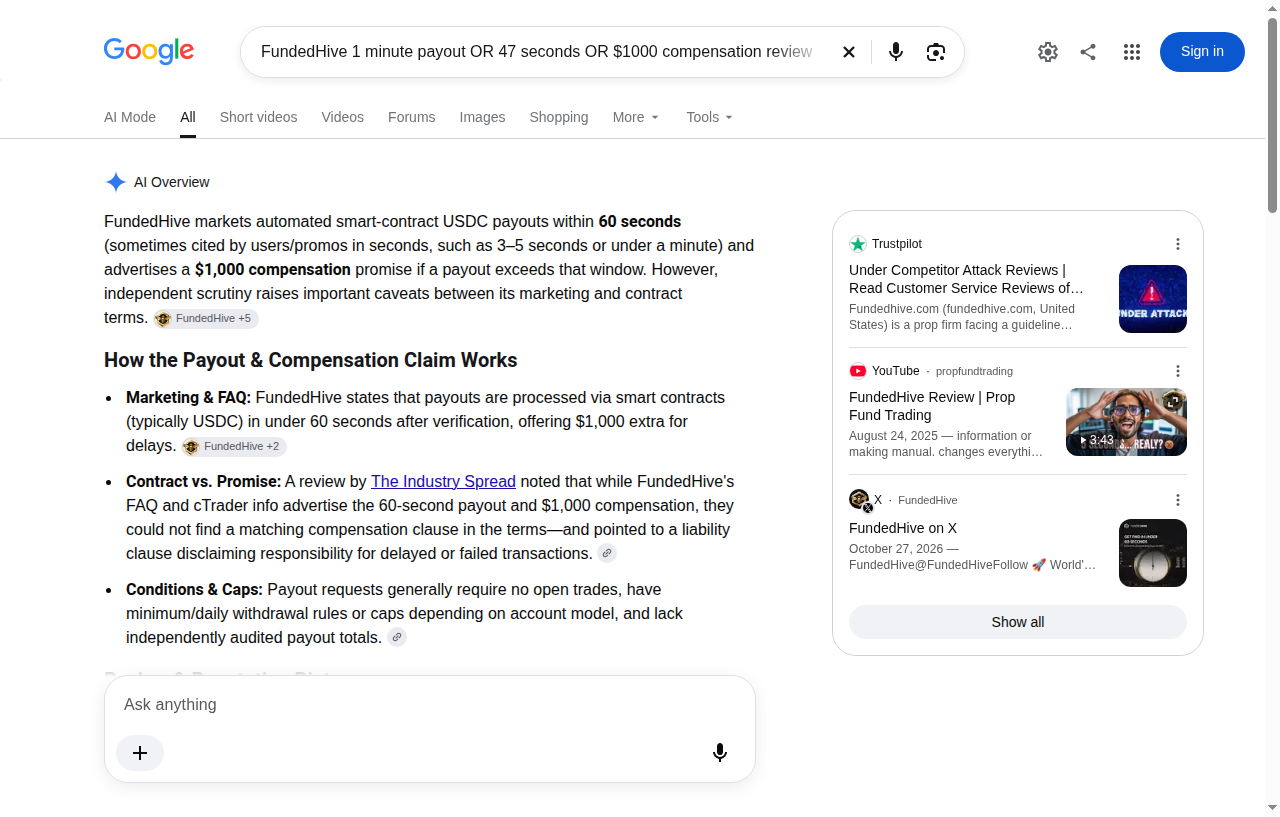 Google
FundedHive 1 minute payout OR 47 seconds OR $1000 compensation review
Sign in
AI Mode
All
Short videos
Videos
Forums
Images
Shopping
More
Tools
AI Overview
FundedHive markets automated smart-contract USDC payouts within 60 seconds
(sometimes cited by users/promos in seconds, such as 3–5 seconds or under a minute) and
advertises a $1,000 compensation promise if a payout exceeds that window. However,
independent scrutiny raises important caveats between its marketing and contract
terms. FundedHive +5
How the Payout & Compensation Claim Works
• Marketing & FAQ: FundedHive states that payouts are processed via smart contracts
(typically USDC) in under 60 seconds after verification, offering $1,000 extra for
delays. FundedHive +2
• Contract vs. Promise: A review by The Industry Spread noted that while FundedHive's
FAQ and cTrader info advertise the 60-second payout and $1,000 compensation, they
could not find a matching compensation clause in the terms—and pointed to a liability
clause disclaiming responsibility for delayed or failed transactions.
• Conditions & Caps: Payout requests generally require no open trades, have
minimum/daily withdrawal rules or caps depending on account model, and lack
independently audited payout totals.
Ask anything
Trustpilot
Under Competitor Attack Reviews |
Read Customer Service Reviews of…
Fundedhive.com (fundedhive.com, United
States) is a prop firm facing a guideline…
UNDER ATTACK
YouTube · propfundtrading
FundedHive Review | Prop
Fund Trading
August 24, 2025 — information or
making manual. changes everythi…
3:43
X · FundedHive
FundedHive on X
October 27, 2026 —
FundedHive@FundedHiveFollow 🚀 World'…
Show all